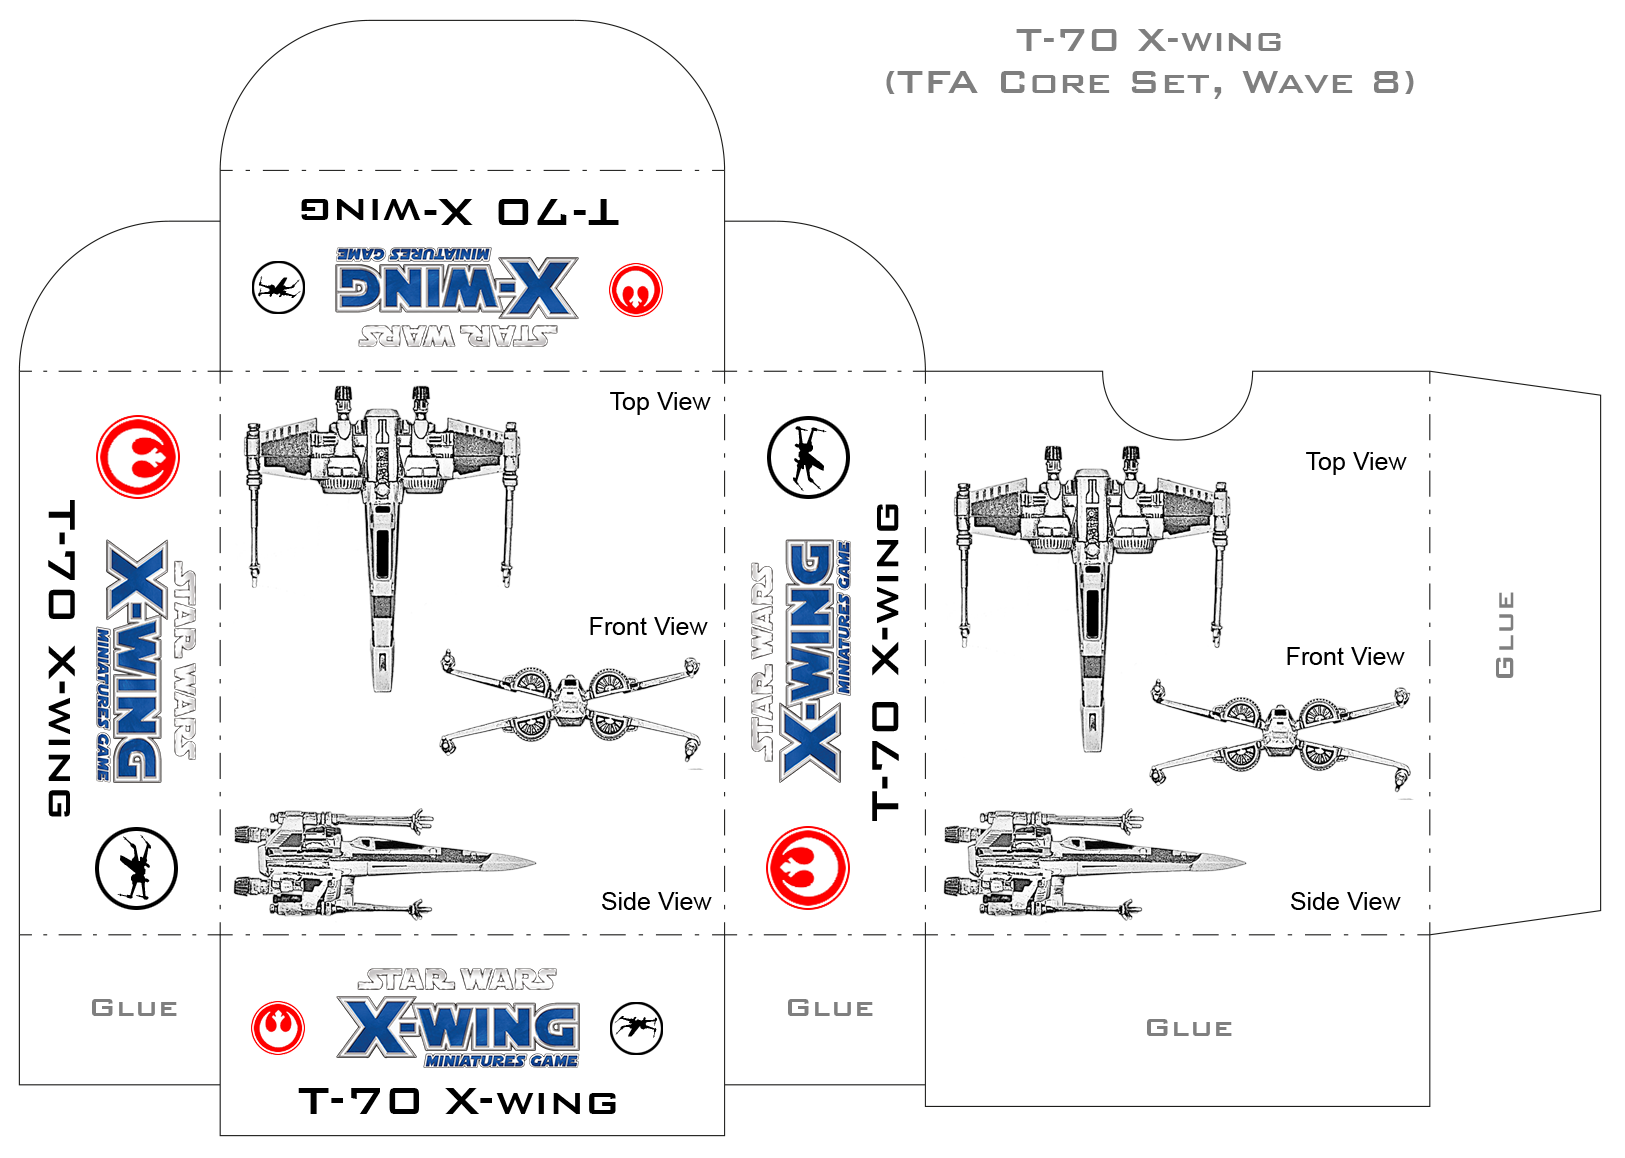 T-70 X-WING
(TFA CORE SET, WAVE 8)
T-70 X-WING
MINIATURES GAME
X-WING
STAR WARS
Top View
Front View
Side View
T-70 X-WING
STAR WARS
X-WING
MINIATURES GAME
STAR WARS
X-WING
MINIATURES GAME
T-70 X-WING
Top View
Front View
Side View
GLUE
GLUE
STAR WARS
X-WING
MINIATURES GAME
T-70 X-WING
GLUE
GLUE